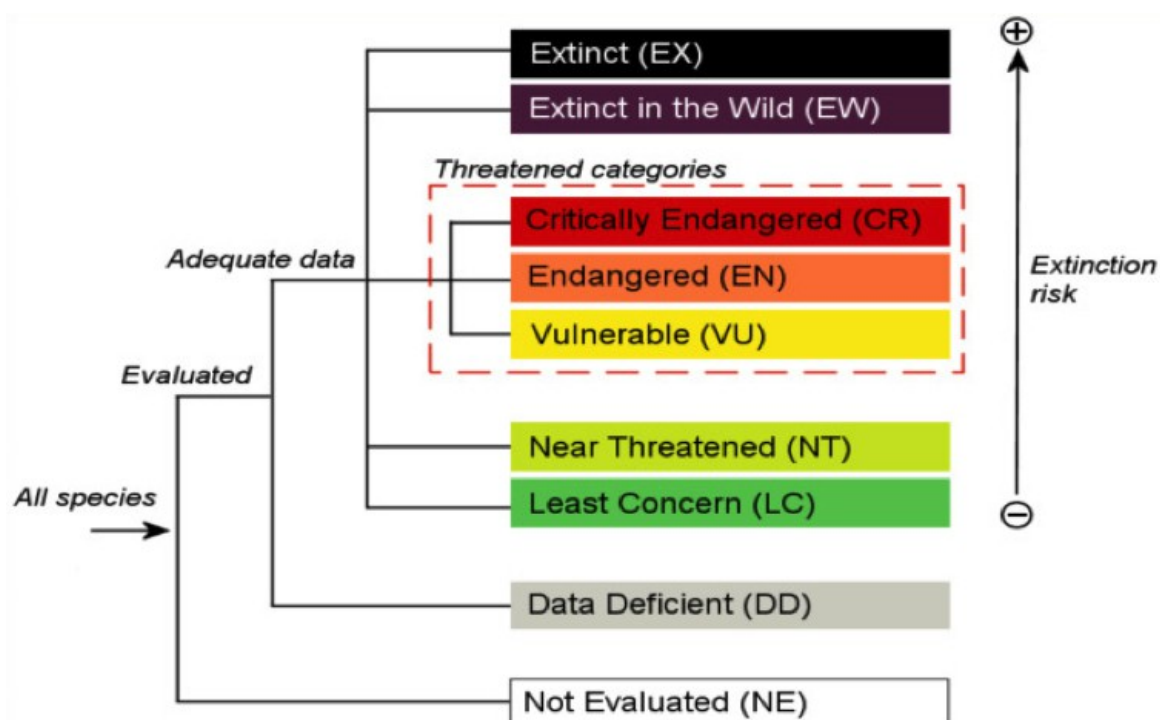 Extinct (EX)
Extinct in the Wild (EW)
Threatened categories
Critically Endangered (CR)
Adequate data
Endangered (EN)
Extinction
risk
Vulnerable (VU)
Evaluated
Near Threatened (NT)
All species
Least Concern (LC)
Data Deficient (DD)
Not Evaluated (NE)